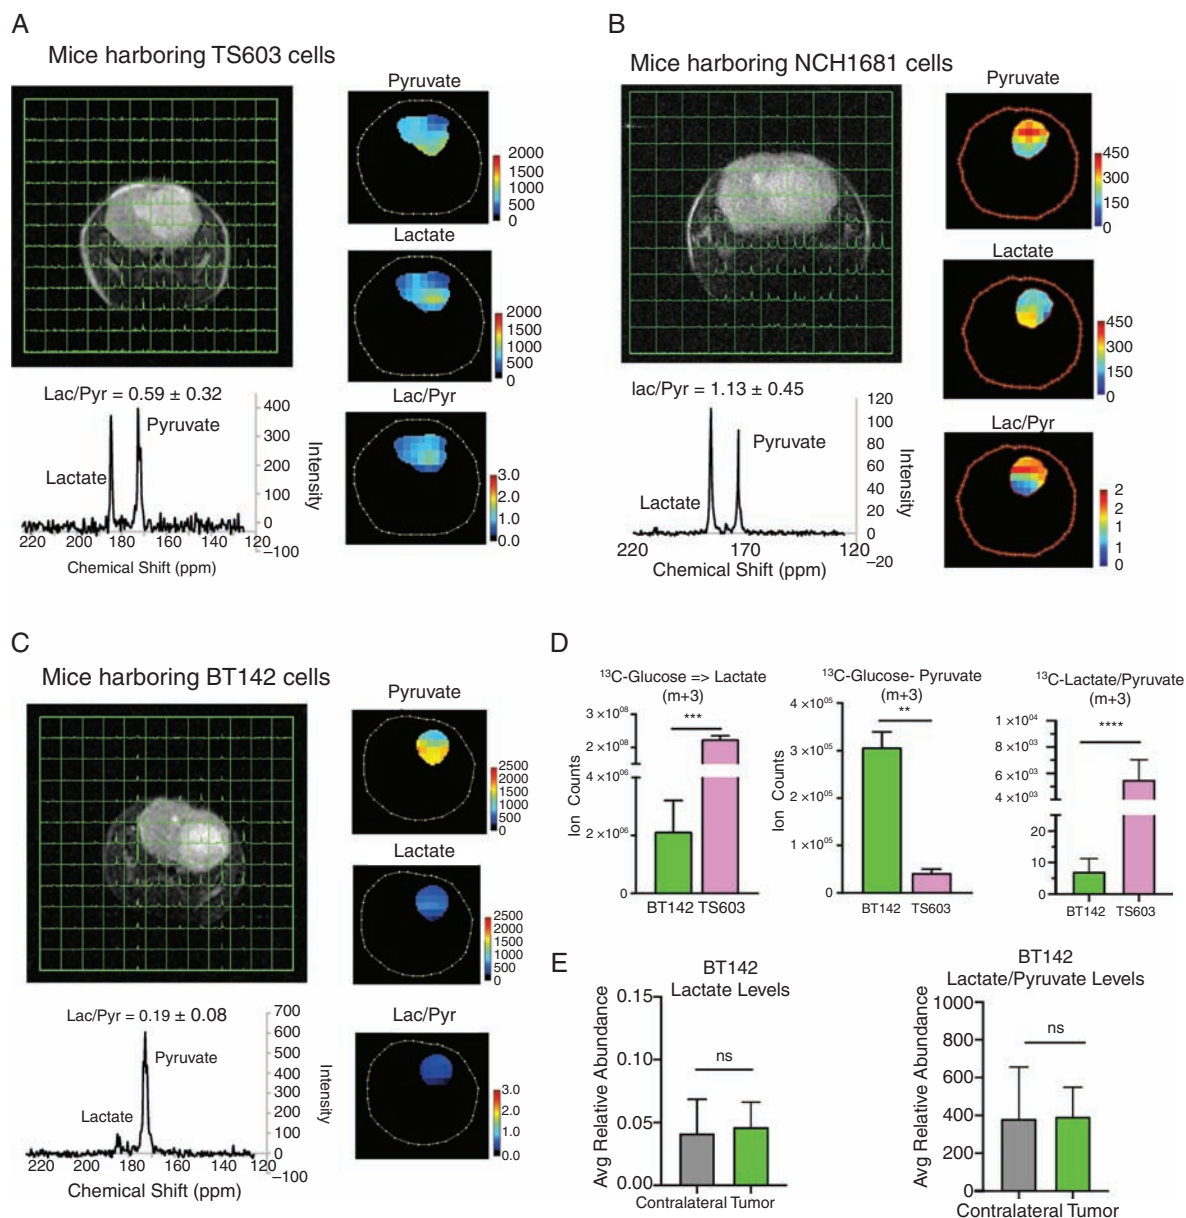 A
Mice harboring TS603 cells
Pyruvate
2000
1500
1000
500
0
Lactate
2000
1500
1000
500
0
Lac/Pyr
3.0
2.0
1.0
0.0
Lac/Pyr = 0.59 ± 0.32
Pyruvate
Lactate
400
300
200
100
0
−100
Intensity
220 200 180 160 140 120
Chemical Shift (ppm)
B
Mice harboring NCH1681 cells
Pyruvate
450
300
150
0
Lactate
450
300
150
0
Lac/Pyr
2
2
1
1
0
0
lac/Pyr = 1.13 ± 0.45
Pyruvate
Lactate
120
100
80
60
40
20
0
−20
Intensity
220 170 120
Chemical Shift (ppm)
C
Mice harboring BT142 cells
Pyruvate
2500
2000
1500
1000
500
0
Lactate
2500
2000
1500
1000
500
0
Lac/Pyr
3.0
2.0
1.0
0.0
Lac/Pyr = 0.19 ± 0.08
Pyruvate
Lactate
700
600
500
400
300
200
100
0
−100
Intensity
220 200 180 160 140 120
Chemical Shift (ppm)
D
¹³C-Glucose => Lactate
(m+3)
***
3 ×10⁰⁸
2 ×10⁰⁸
4 ×10⁰⁶
2 ×10⁰⁶
0
Ion Counts
BT142 TS603
¹³C-Glucose- Pyruvate
(m+3)
**
4 ×10⁰⁵
3 ×10⁰⁵
2 ×10⁰⁵
1 ×10⁰⁵
0
Ion Counts
BT142 TS603
¹³C-Lactate/Pyruvate
(m+3)
****
1 ×10⁰⁴
8 ×10⁰³
6 ×10⁰³
4 ×10⁰³
20
10
0
BT142 TS603
E
BT142
Lactate Levels
ns
0.15
0.10
0.05
0.00
Avg Relative Abundance
Contralateral Tumor
BT142
Lactate/Pyruvate Levels
ns
1000
800
600
400
200
0
Avg Relative Abundance
Contralateral Tumor